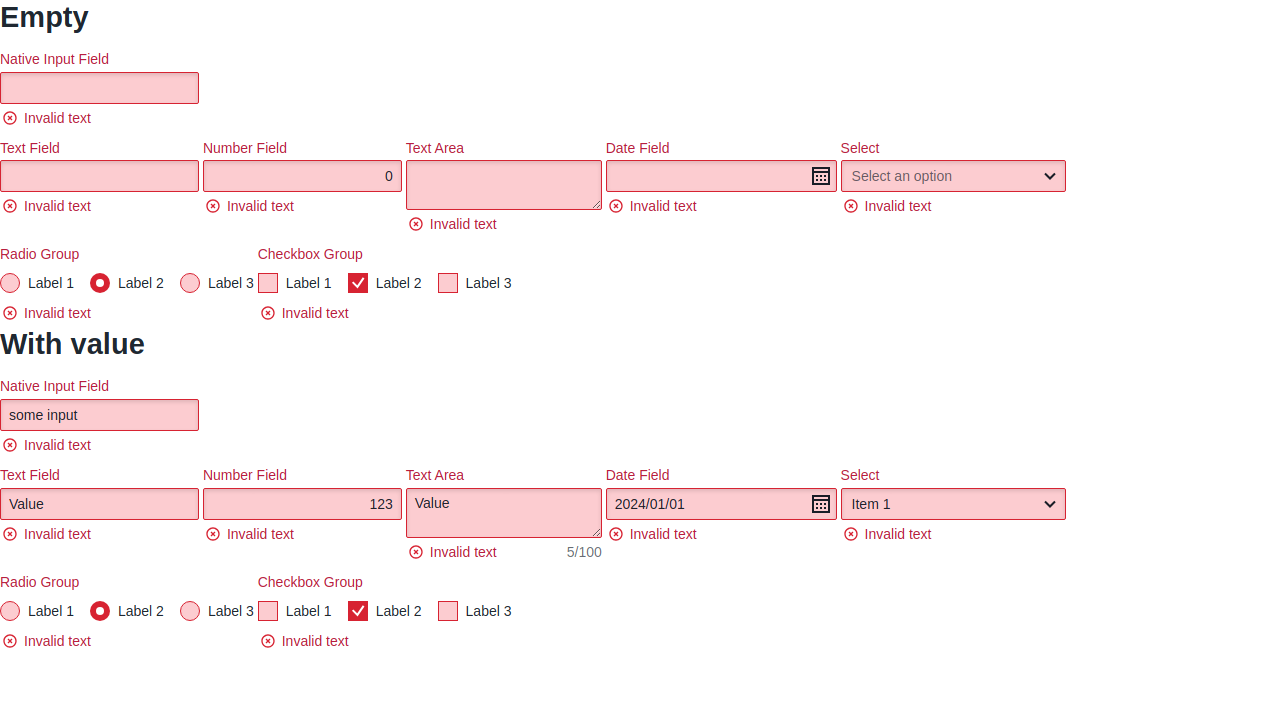 Empty
Native Input Field
Invalid text
Text Field Number Field Text Area Date Field Select
0 Select an option
Invalid text Invalid text Invalid text Invalid text
Invalid text
Radio Group Checkbox Group
Label 1 Label 2 Label 3 Label 1 Label 2 Label 3
Invalid text Invalid text
With value
Native Input Field
some input
Invalid text
Text Field Number Field Text Area Date Field Select
Value 123 Value 2024/01/01 Item 1
Invalid text Invalid text Invalid text Invalid text
Invalid text 5/100
Radio Group Checkbox Group
Label 1 Label 2 Label 3 Label 1 Label 2 Label 3
Invalid text Invalid text